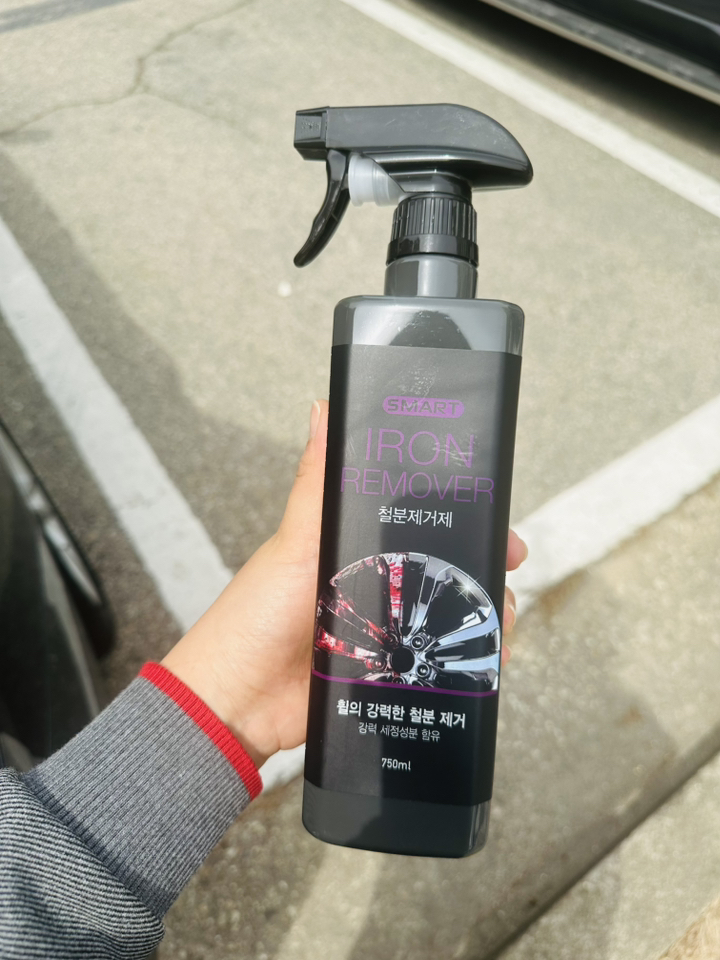 SMART
IRON
REMOVER
철분제거제
휠의 강력한 철분 제거
강력 세정성분 함유
750ml